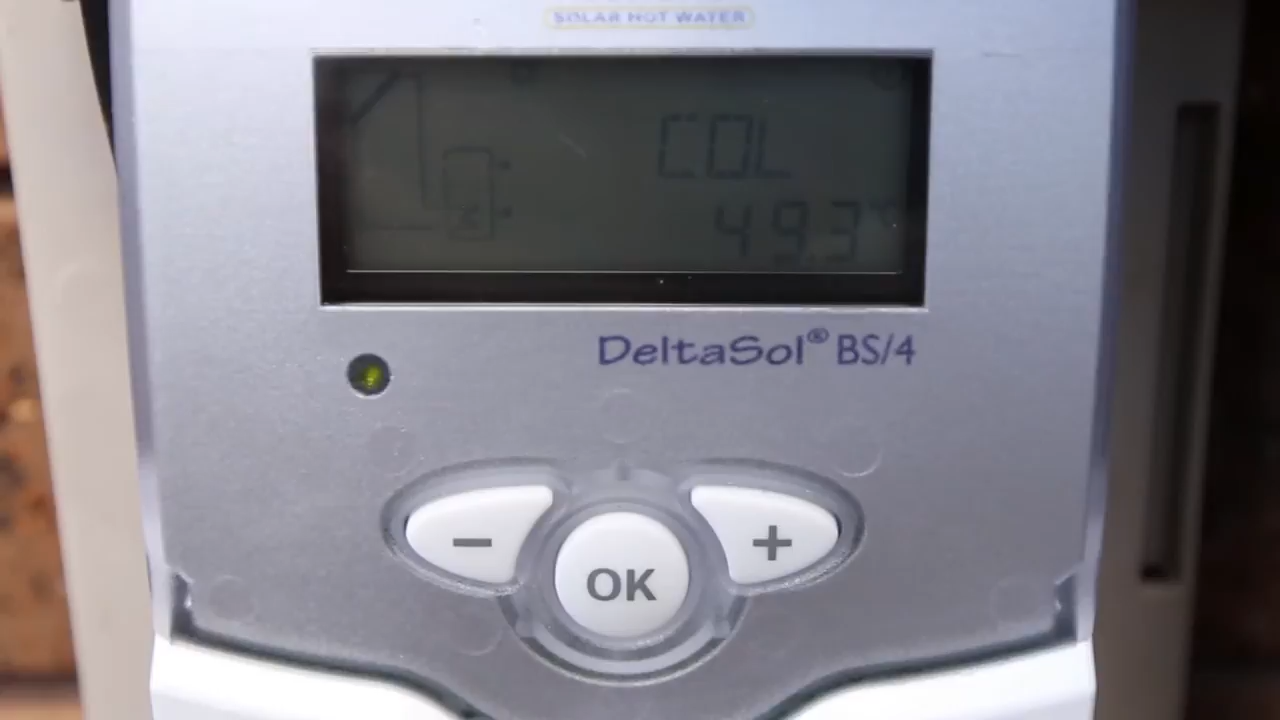 SOLAR HOT WATER
COL
49.3°C
DeltaSol® BS/4
− +
OK